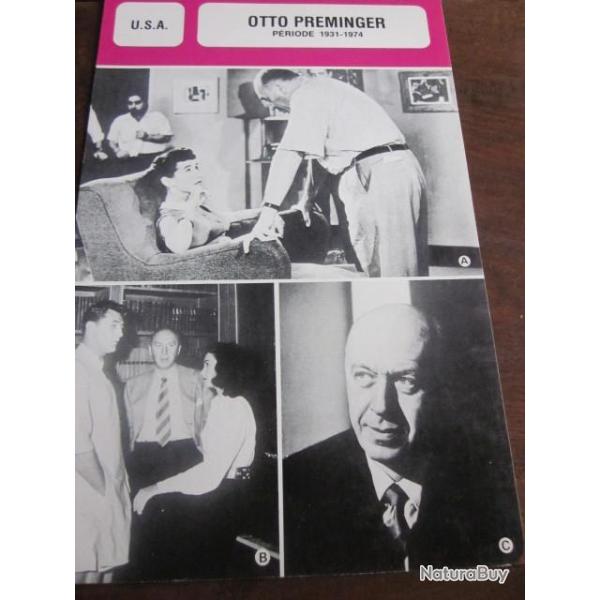 U.S.A.
OTTO PREMINGER
PÉRIODE 1931-1974
A
B
C
NaturaBuy